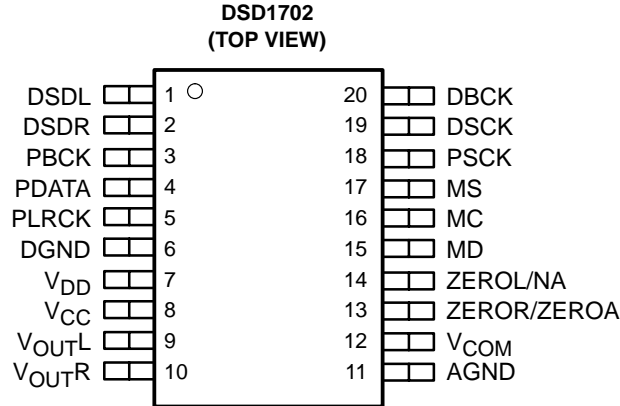 DSD1702
(TOP VIEW)
DSDL 1 20 DBCK
DSDR 2 19 DSCK
PBCK 3 18 PSCK
PDATA 4 17 MS
PLRCK 5 16 MC
DGND 6 15 MD
VDD 7 14 ZEROL/NA
VCC 8 13 ZEROR/ZEROA
VOUTL 9 12 VCOM
VOUTR 10 11 AGND